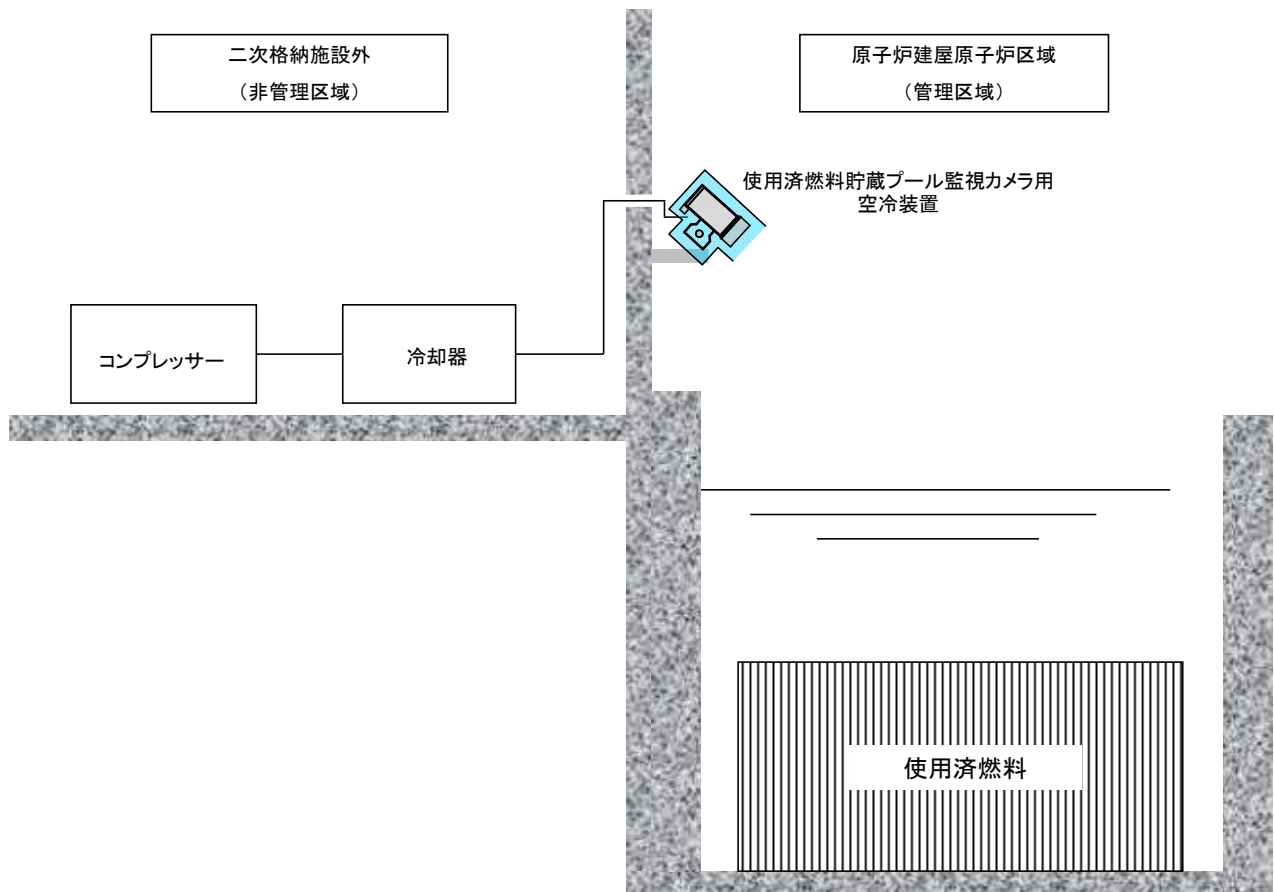 二次格納施設外
（非管理区域）
原子炉建屋原子炉区域
（管理区域）
使用済燃料貯蔵プール監視カメラ用
空冷装置
コンプレッサー
冷却器
使用済燃料